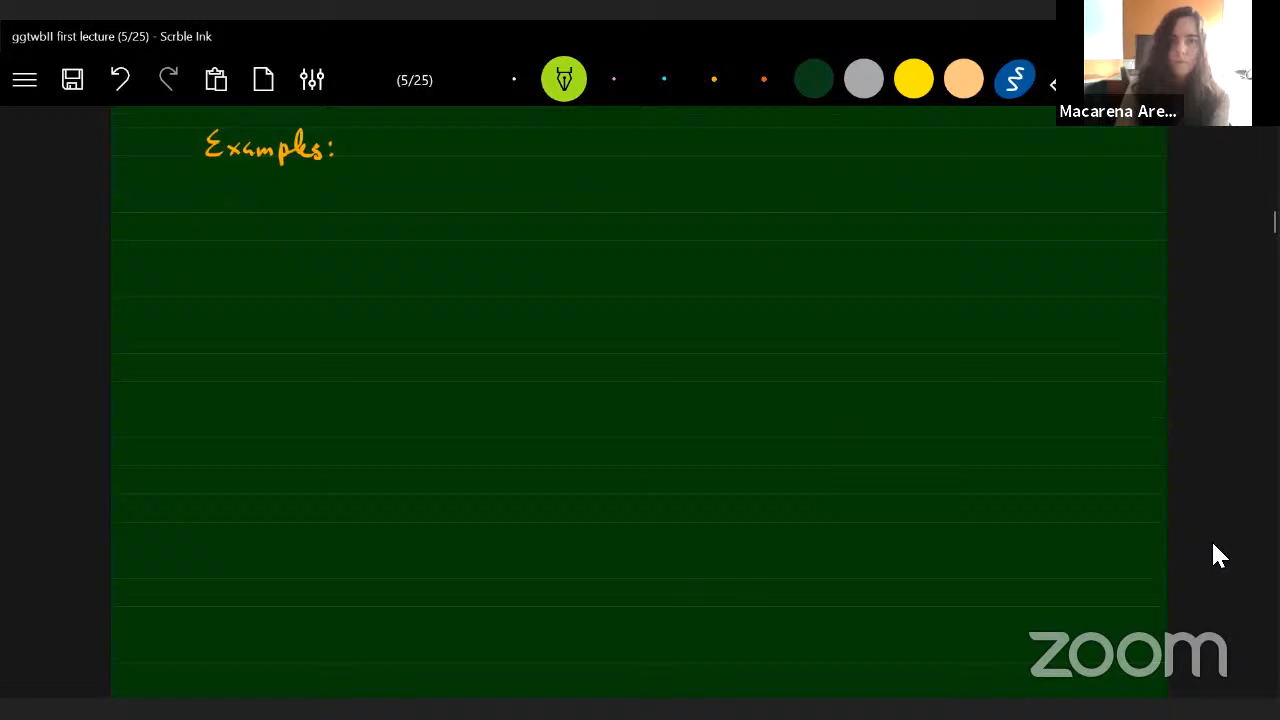 ggtwbII first lecture (5/25) - Scrble Ink
(5/25)
Macarena Are...
Examples:
zoom